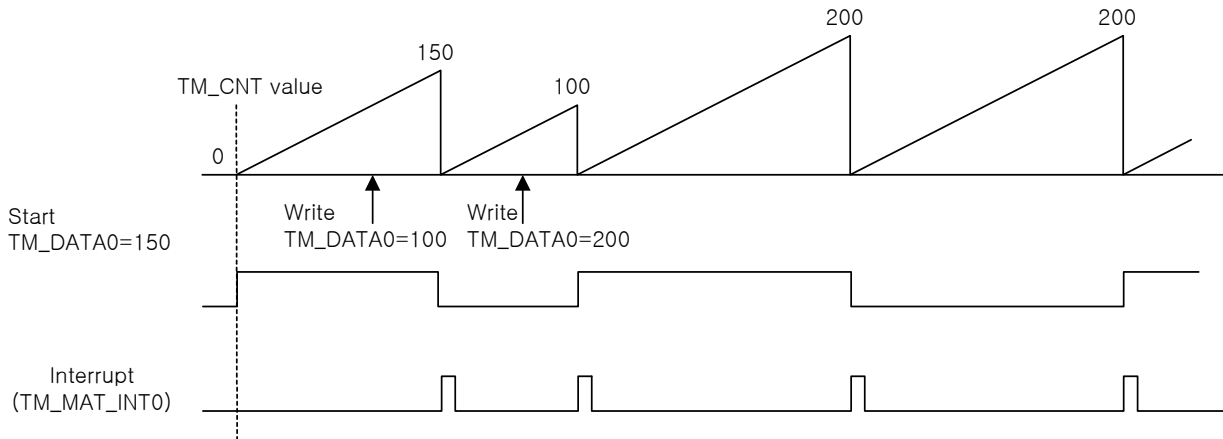 200
200
150
100
TM_CNT value
0
Start
TM_DATA0=150
Write
TM_DATA0=100
Write
TM_DATA0=200
Interrupt
(TM_MAT_INT0)